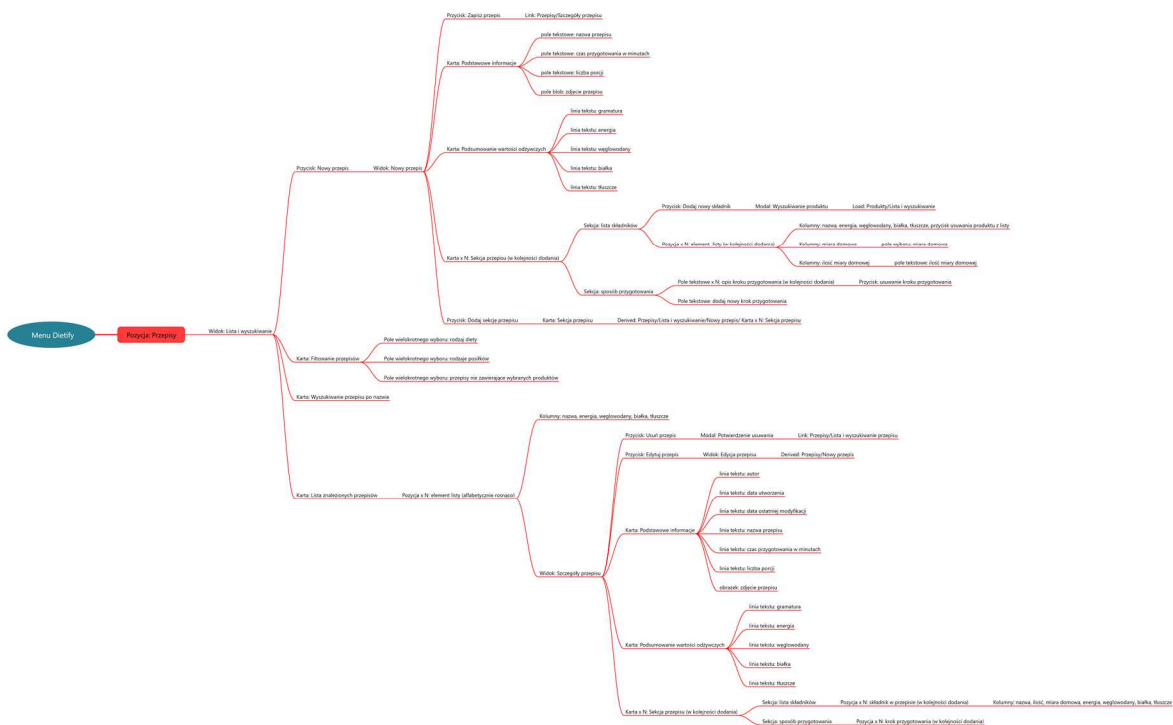 Menu Dietify
Pozycja: Przepisy
Widok: Lista i wyszukiwanie
Przycisk: Nowy przepis
Widok: Nowy przepis
Przycisk: Zapisz przepis
Link: Przepisy/Szczegóły przepisu
Karta: Podstawowe informacje
pole tekstowe: nazwa przepisu
pole tekstowe: czas przygotowania w minutach
pole tekstowe: liczba porcji
pole blob: zdjęcie przepisu
Karta: Podsumowanie wartości odżywczych
linia tekstu: gramatura
linia tekstu: energia
linia tekstu: węglowodany
linia tekstu: białka
linia tekstu: tłuszcze
Karta x N: Sekcja przepisu (w kolejności dodania)
Sekcja: lista składników
Przycisk: Dodaj nowy składnik
Modal: Wyszukiwanie produktu
Load: Produkty/Lista i wyszukiwanie
Pozycja x N: element listy (w kolejności dodania)
Kolumny: nazwa, energia, węglowodany, białka, tłuszcze, przycisk usuwania produktu z listy
Kolumny: miara domowa
pole wyboru: miara domowa
Kolumny: ilość miary domowej
pole tekstowe: ilość miary domowej
Sekcja: sposób przygotowania
Pole tekstowe x N: opis kroku przygotowania (w kolejności dodania)
Przycisk: usuwanie kroku przygotowania
Pole tekstowe: dodaj nowy krok przygotowania
Przycisk: Dodaj sekcje przepisu
Karta: Sekcja przepisu
Derived: Przepisy/Lista i wyszukiwanie/Nowy przepis/ Karta x N: Sekcja przepisu
Karta: Filtrowanie przepisów
Pole wielokrotnego wyboru: rodzaj diety
Pole wielokrotnego wyboru: rodzaje posiłków
Pole wielokrotnego wyboru: przepisy nie zawierające wybranych produktów
Karta: Wyszukiwanie przepisu po nazwie
Karta: Lista znalezionych przepisów
Pozycja x N: element listy (alfabetycznie rosnąco)
Kolumny: nazwa, energia, węglowodany, białka, tłuszcze
Widok: Szczegóły przepisu
Przycisk: Usuń przepis
Modal: Potwierdzenie usuwania
Link: Przepisy/Lista i wyszukiwanie przepisu
Przycisk: Edytuj przepis
Widok: Edycja przepisu
Derived: Przepisy/Nowy przepis
Karta: Podstawowe informacje
linia tekstu: autor
linia tekstu: data utworzenia
linia tekstu: data ostatniej modyfikacji
linia tekstu: nazwa przepisu
linia tekstu: czas przygotowania w minutach
linia tekstu: liczba porcji
obrazek: zdjęcie przepisu
Karta: Podsumowanie wartości odżywczych
linia tekstu: gramatura
linia tekstu: energia
linia tekstu: węglowodany
linia tekstu: białka
linia tekstu: tłuszcze
Karta x N: Sekcja przepisu (w kolejności dodania)
Sekcja: lista składników
Pozycja x N: składnik w przepisie (w kolejności dodania)
Kolumny: nazwa, ilość, miara domowa, energia, węglowodany, białka, tłuszcze
Sekcja: sposób przygotowania
Pozycja x N: krok przygotowania (w kolejności dodania)